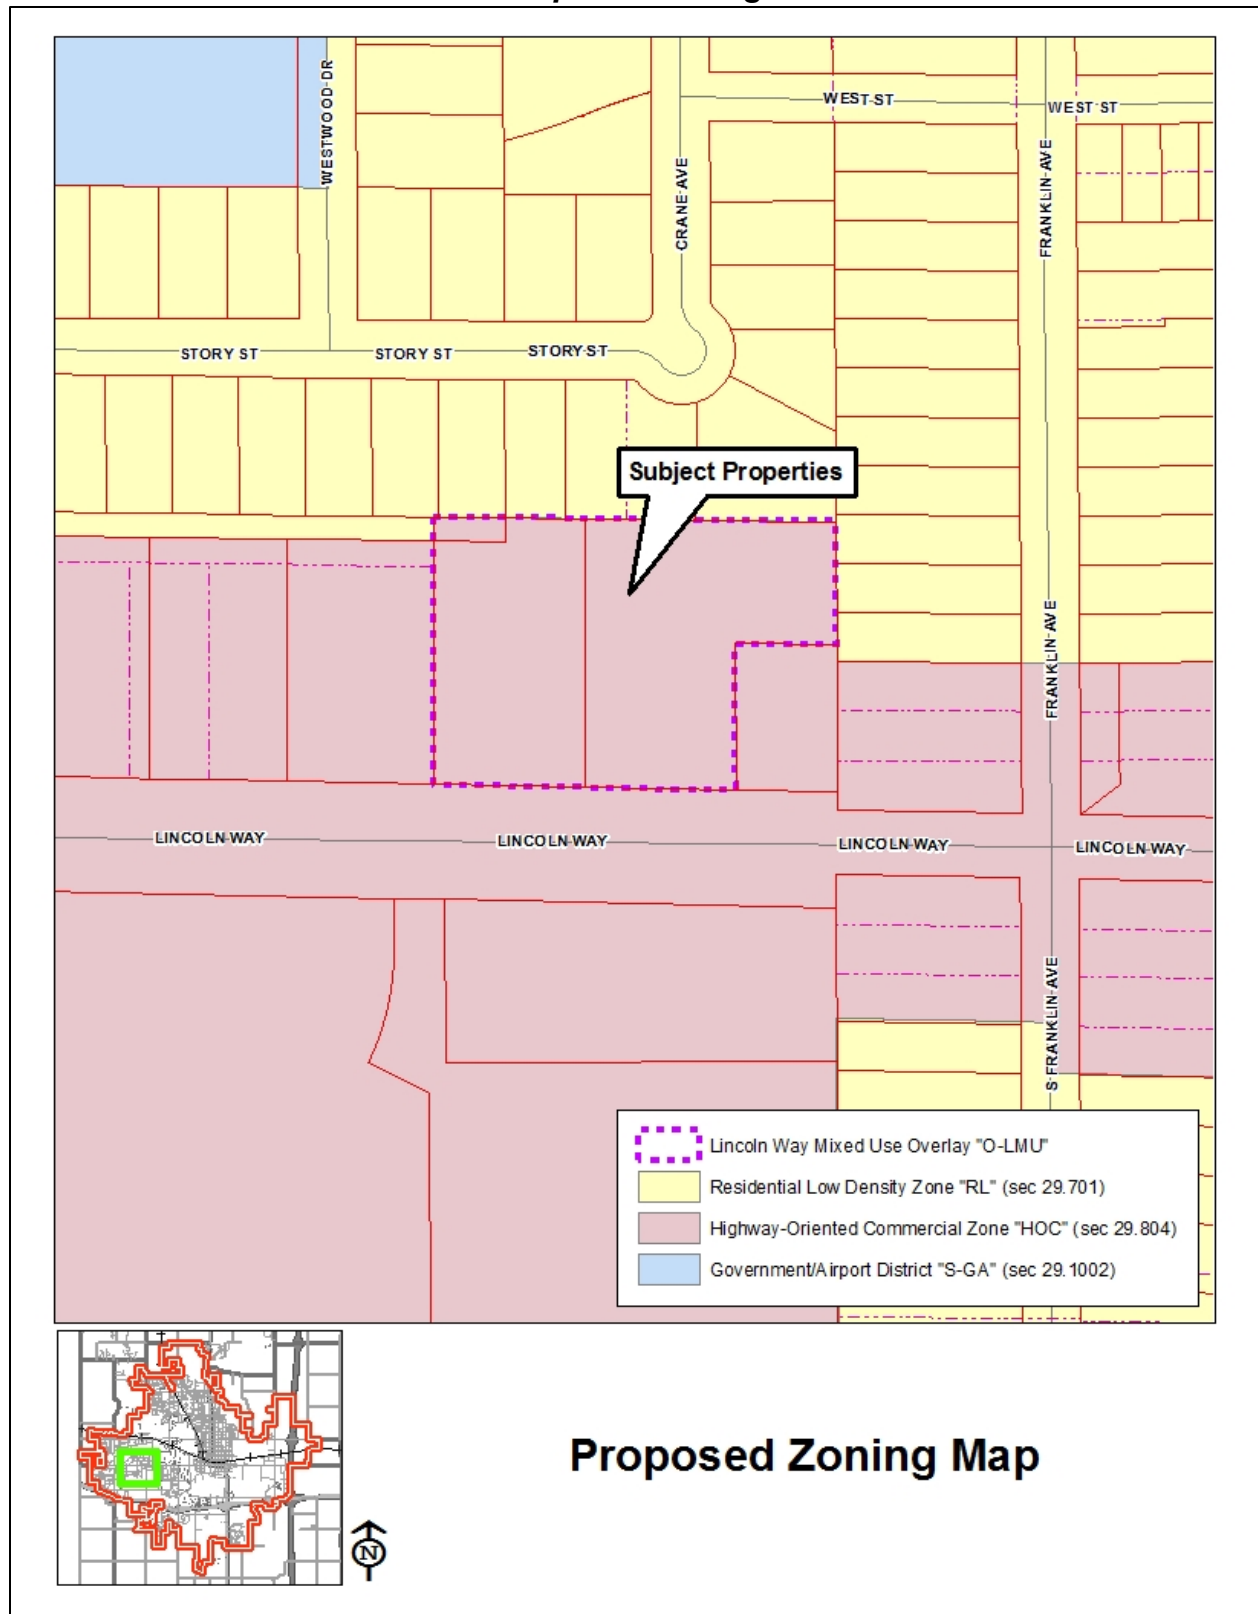 WESTWOOD DR
WEST ST
WEST ST
CRANE AVE
FRANKLIN AVE
STORY ST
STORY ST
STORY ST
Subject Properties
FRANKLIN AVE
LINCOLN WAY
LINCOLN WAY
LINCOLN WAY
LINCOLN WAY
S FRANKLIN AVE
Lincoln Way Mixed Use Overlay "O-LMU"
Residential Low Density Zone "RL" (sec 29.701)
Highway-Oriented Commercial Zone "HOC" (sec 29.804)
Government/Airport District "S-GA" (sec 29.1002)
Proposed Zoning Map
N